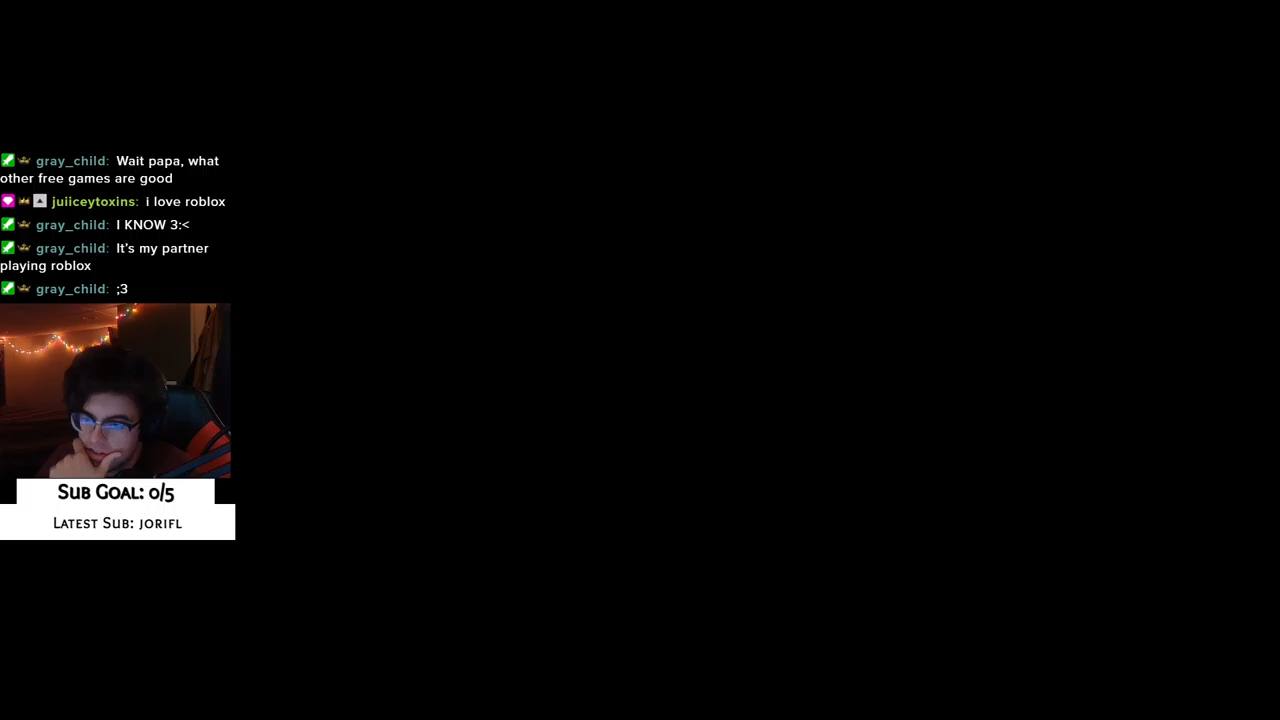 gray_child: Wait papa, what
other free games are good
juiiceytoxins: i love roblox
gray_child: I KNOW 3:<
gray_child: It's my partner
playing roblox
gray_child: ;3
Sub Goal: 0/5
Latest Sub: jorifl